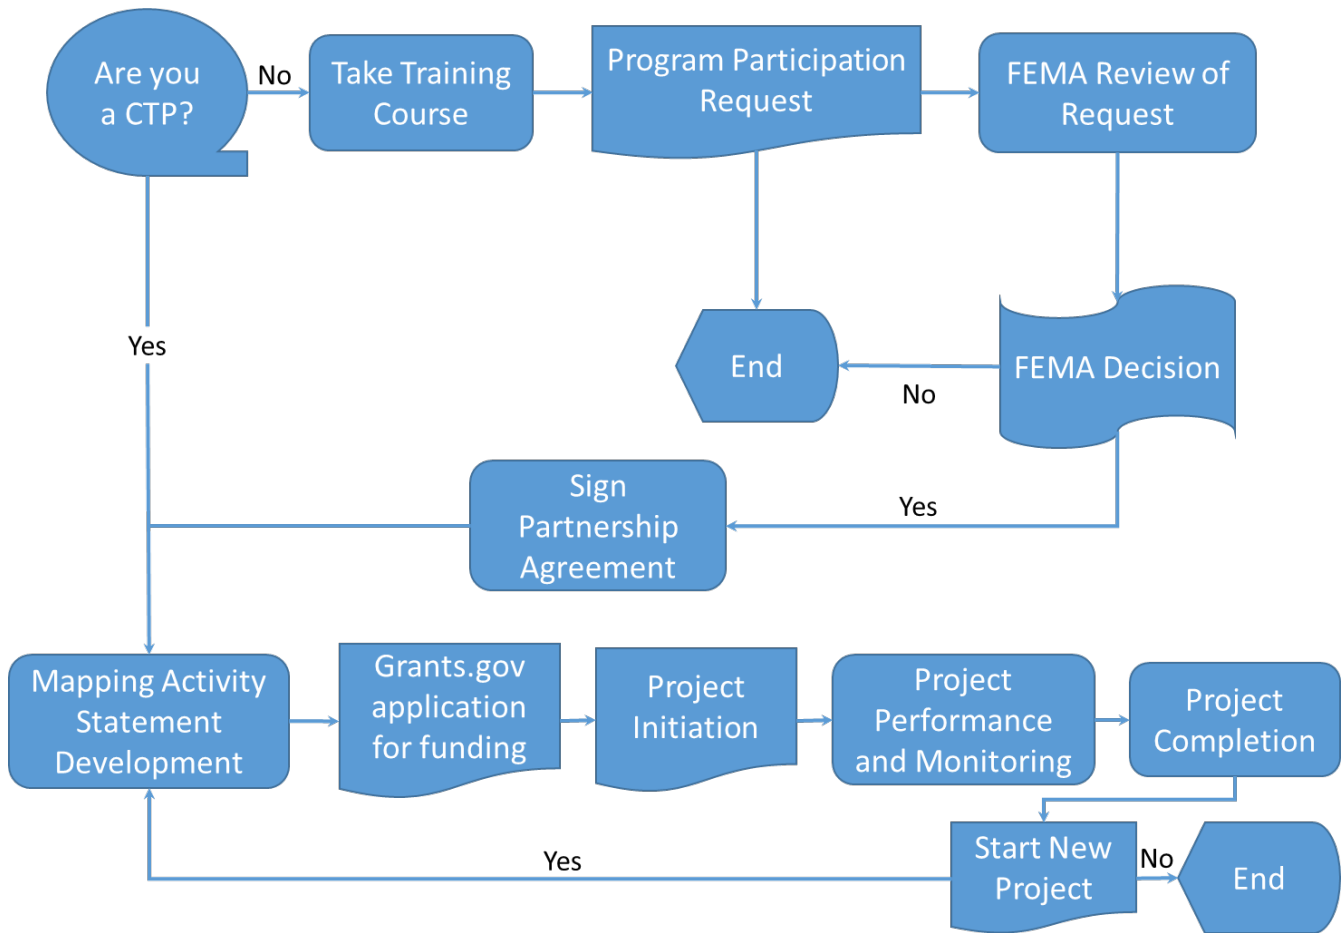 Are you
a CTP?
No
Take Training
Course
Program Participation
Request
FEMA Review of
Request
Yes
End
No
FEMA Decision
Sign
Partnership
Agreement
Yes
Mapping Activity
Statement
Development
Grants.gov
application
for funding
Project
Initiation
Project
Performance
and Monitoring
Project
Completion
Yes
Start New
Project
No
End